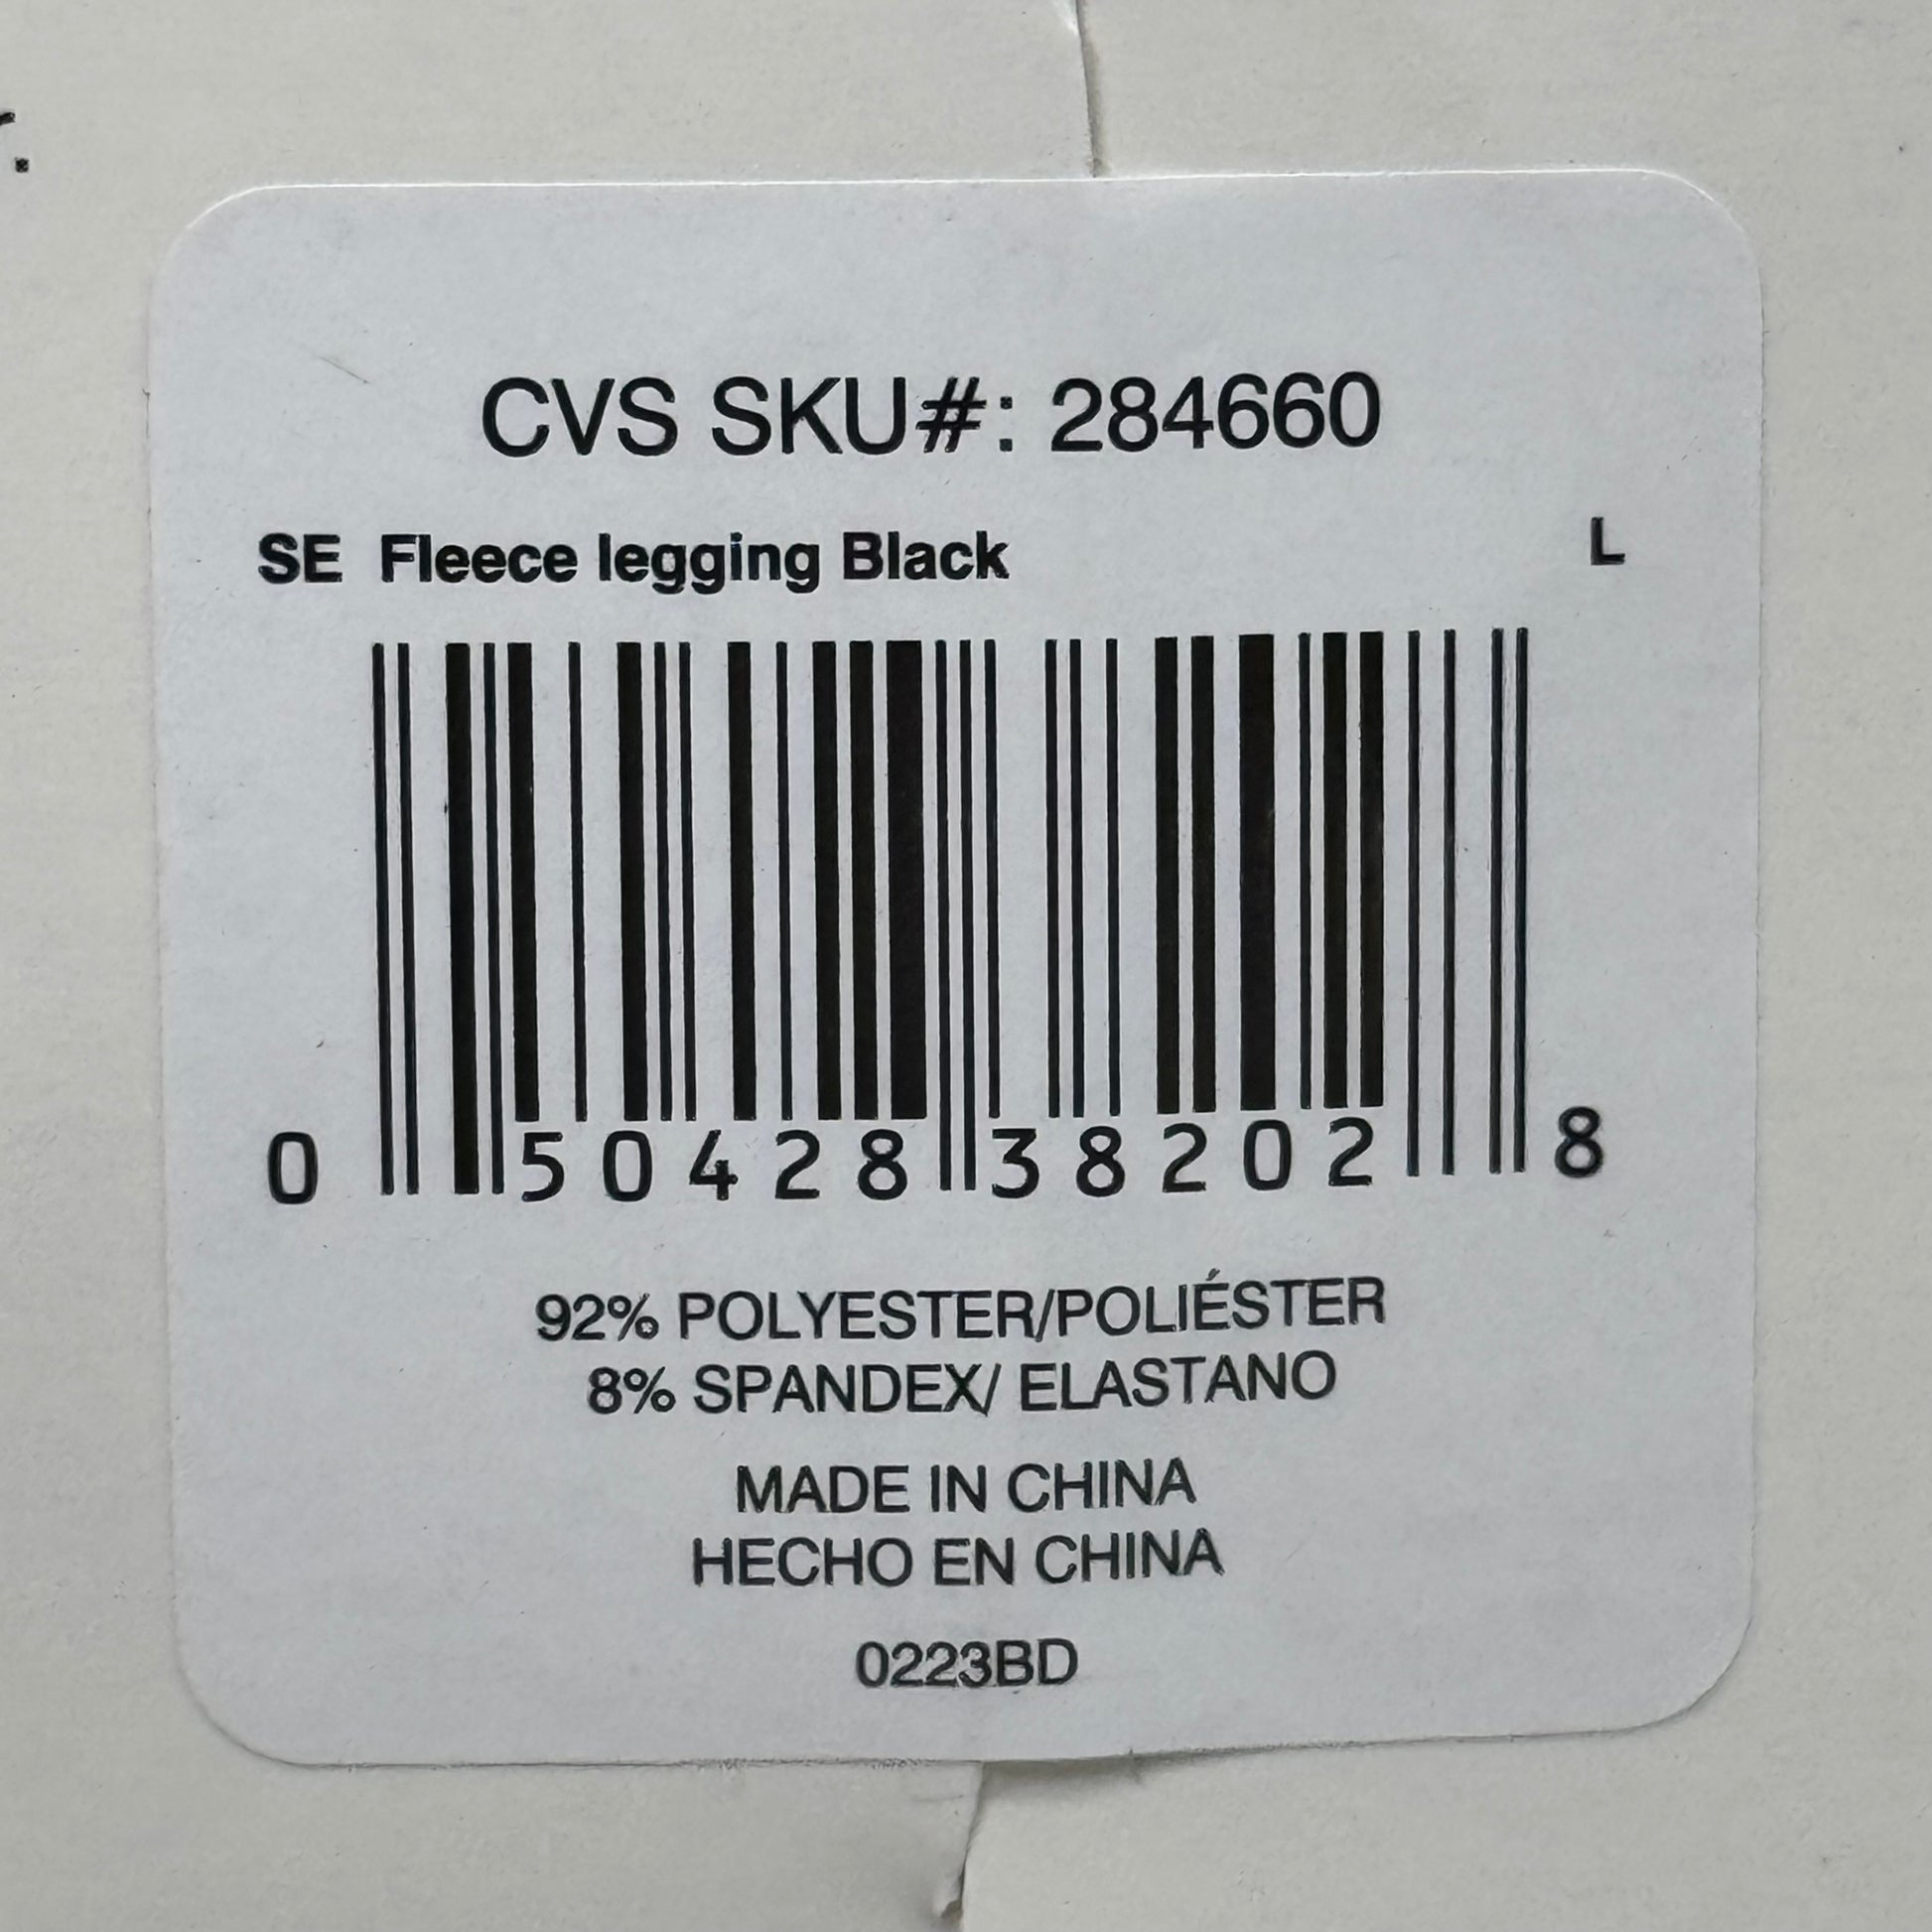 CVS SKU#: 284660
SE Fleece legging Black L
0 50428 38202 8
92% POLYESTER/POLIÉSTER
8% SPANDEX/ ELASTANO
MADE IN CHINA
HECHO EN CHINA
0223BD